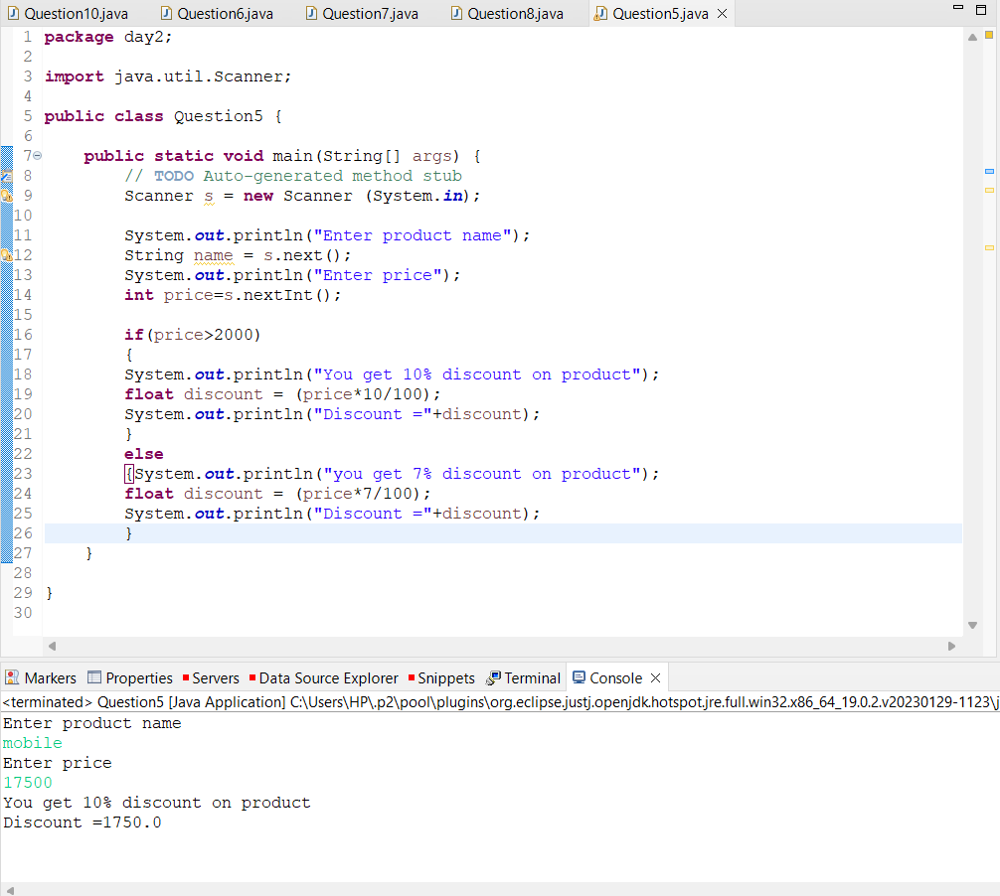 Question10.java Question6.java Question7.java Question8.java Question5.java
1 package day2;
2
3 import java.util.Scanner;
4
5 public class Question5 {
6
7 public static void main(String[] args) {
8 // TODO Auto-generated method stub
9 Scanner s = new Scanner (System.in);
10
11 System.out.println("Enter product name");
12 String name = s.next();
13 System.out.println("Enter price");
14 int price=s.nextInt();
15
16 if(price>2000)
17 {
18 System.out.println("You get 10% discount on product");
19 float discount = (price*10/100);
20 System.out.println("Discount ="+discount);
21 }
22 else
23 {System.out.println("you get 7% discount on product");
24 float discount = (price*7/100);
25 System.out.println("Discount ="+discount);
26 }
27 }
28
29 }
30
Markers Properties Servers Data Source Explorer Snippets Terminal Console
<terminated> Question5 [Java Application] C:\Users\HP\.p2\pool\plugins\org.eclipse.justj.openjdk.hotspot.jre.full.win32.x86_64_19.0.2.v20230129-1123\j
Enter product name
mobile
Enter price
17500
You get 10% discount on product
Discount =1750.0